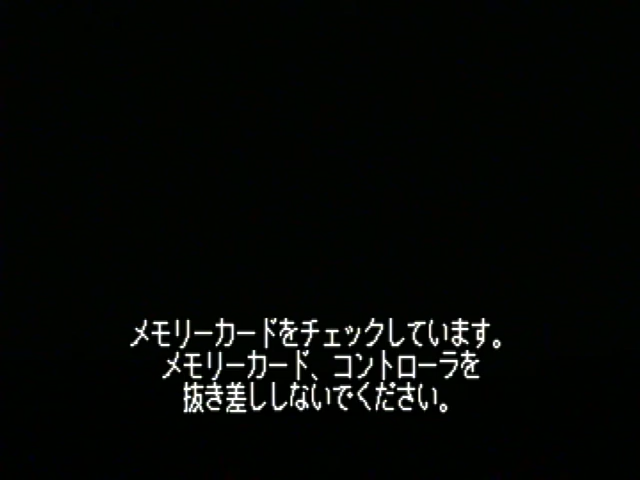 メモリーカードをチェックしています。
メモリーカード、コントローラを
抜き差ししないでください。